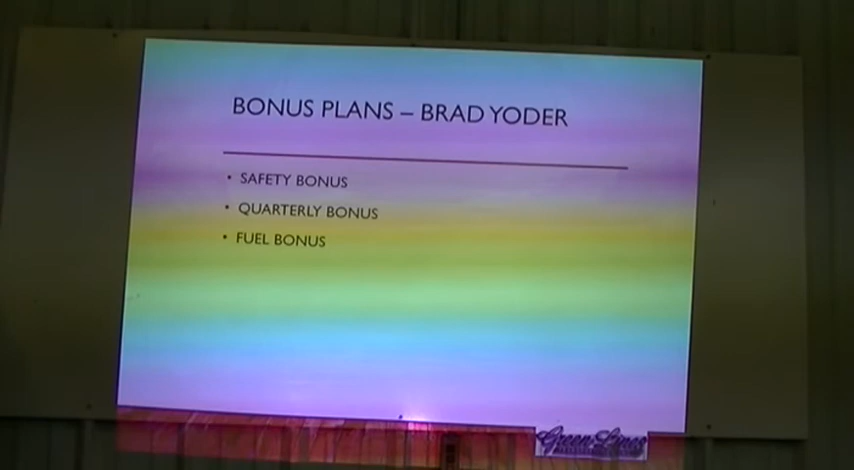 BONUS PLANS – BRAD YODER
• SAFETY BONUS
• QUARTERLY BONUS
• FUEL BONUS
Green Lines